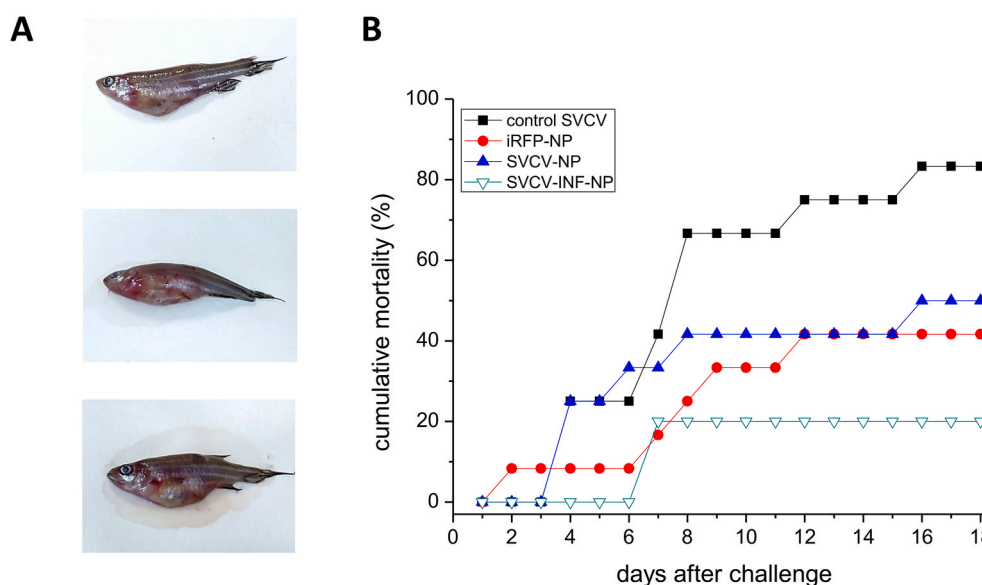 A
B
100
control SVCV
iRFP-NP
SVCV-NP
SVCV-INF-NP
80
60
40
20
0
cumulative mortality (%)
0 2 4 6 8 10 12 14 16 18
days after challenge